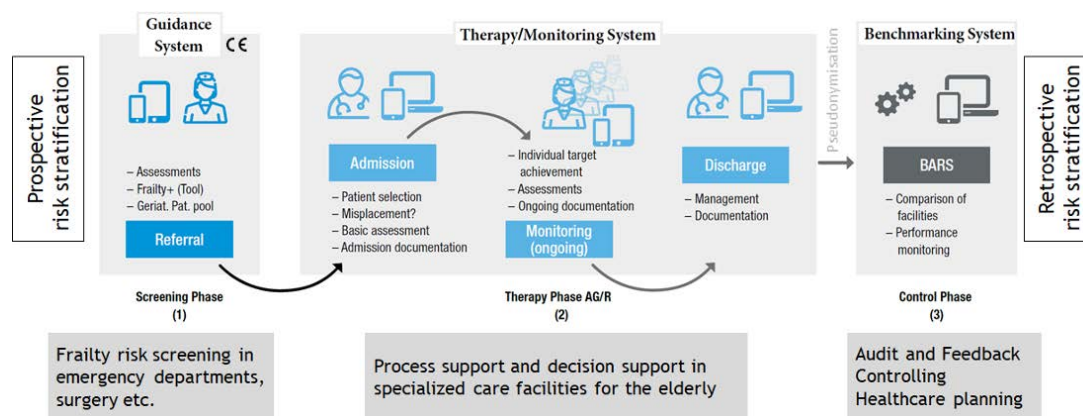 Prospective
risk stratification
Guidance
System
CE
– Assessments
– Frailty+ (Tool)
– Geriat. Pat. pool
Referral
Screening Phase
(1)
Frailty risk screening in
emergency departments,
surgery etc.
Therapy/Monitoring System
Admission
– Patient selection
– Misplacement?
– Basic assessment
– Admission documentation
– Individual target
achievement
– Assessments
– Ongoing documentation
Monitoring
(ongoing)
Discharge
– Management
– Documentation
Therapy Phase AG/R
(2)
Process support and decision support in
specialized care facilities for the elderly
Pseudonymisation
Benchmarking System
BARS
– Comparison of
facilities
– Performance
monitoring
Control Phase
(3)
Audit and Feedback
Controlling
Healthcare planning
Retrospective
risk stratification